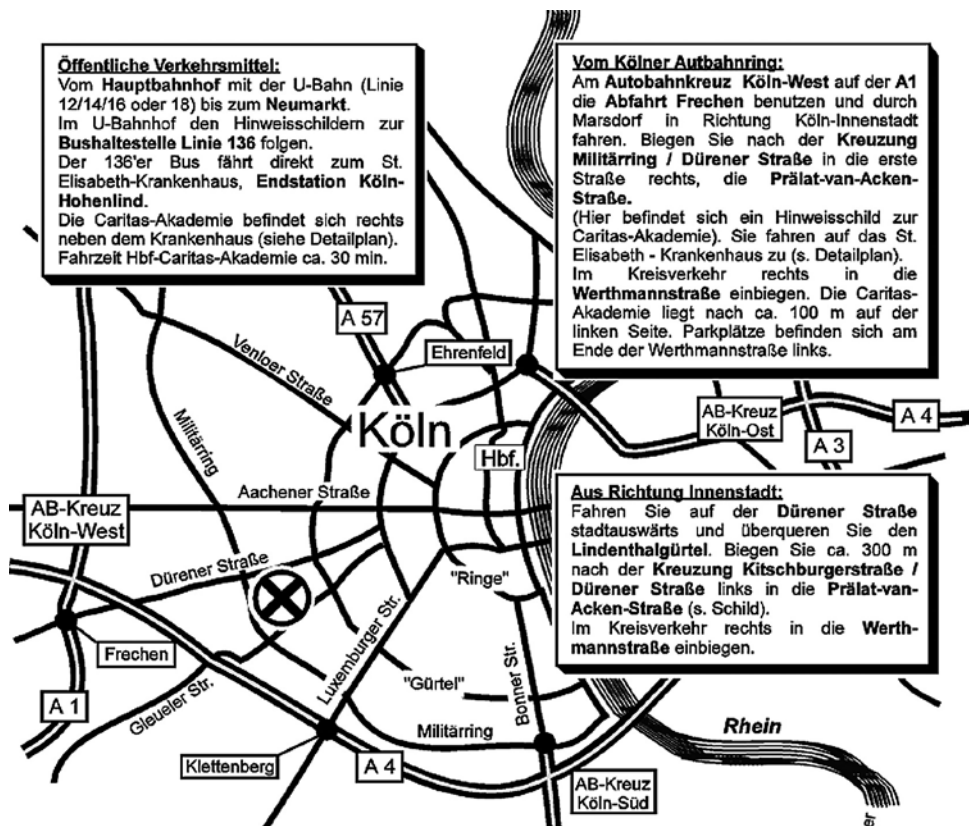 Öffentliche Verkehrsmittel:
Vom Hauptbahnhof mit der U-Bahn (Linie
12/14/16 oder 18) bis zum Neumarkt.
Im U-Bahnhof den Hinweisschildern zur
Bushaltestelle Linie 136 folgen.
Der 136'er Bus fährt direkt zum St.
Elisabeth-Krankenhaus, Endstation Köln-
Hohenlind.
Die Caritas-Akademie befindet sich rechts
neben dem Krankenhaus (siehe Detailplan).
Fahrzeit Hbf-Caritas-Akademie ca. 30 min.
Vom Kölner Autbahnring:
Am Autobahnkreuz Köln-West auf der A1
die Abfahrt Frechen benutzen und durch
Marsdorf in Richtung Köln-Innenstadt
fahren. Biegen Sie nach der Kreuzung
Militärring / Dürener Straße in die erste
Straße rechts, die Prälat-van-Acken-
Straße.
(Hier befindet sich ein Hinweisschild zur
Caritas-Akademie). Sie fahren auf das St.
Elisabeth - Krankenhaus zu (s. Detailplan).
Im Kreisverkehr rechts in die
Werthmannstraße einbiegen. Die Caritas-
Akademie liegt nach ca. 100 m auf der
linken Seite. Parkplätze befinden sich am
Ende der Werthmannstraße links.
A 57
Ehrenfeld
Venloer Straße
Militärring
Köln
Hbf.
AB-Kreuz
Köln-Ost
A 4
A 3
Aachener Straße
AB-Kreuz
Köln-West
Dürener Straße
"Ringe"
Aus Richtung Innenstadt:
Fahren Sie auf der Dürener Straße
stadtauswärts und überqueren Sie den
Lindenthalgürtel. Biegen Sie ca. 300 m
nach der Kreuzung Kitschburgerstraße /
Dürener Straße links in die Prälat-van-
Acken-Straße (s. Schild).
Im Kreisverkehr rechts in die Werth-
mannstraße einbiegen.
Frechen
A 1
Gleueler Str.
Luxemburger Str.
"Gürtel"
Bonner Str.
Militärring
Rhein
Klettenberg
A 4
AB-Kreuz
Köln-Süd